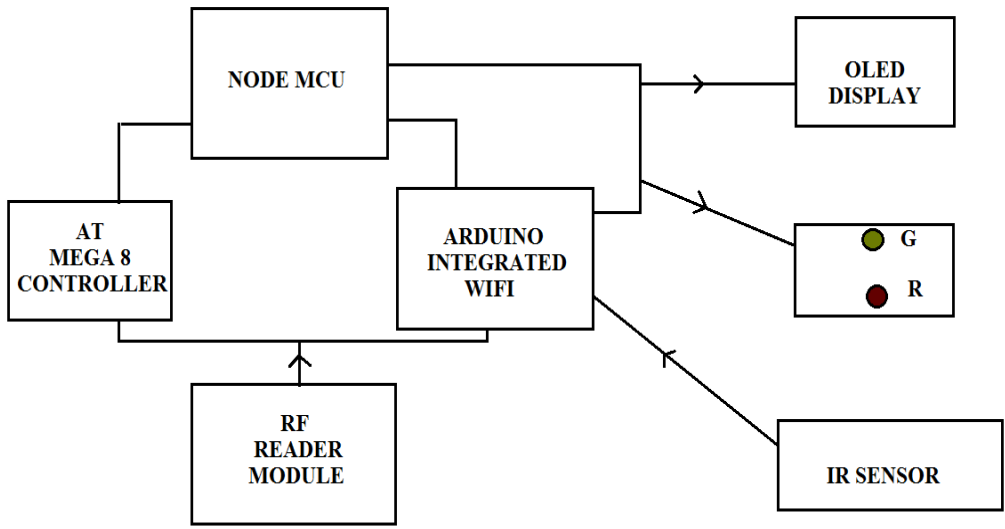 NODE MCU
OLED
DISPLAY
AT
MEGA 8
CONTROLLER
ARDUINO
INTEGRATED
WIFI
G
R
RF
READER
MODULE
IR SENSOR